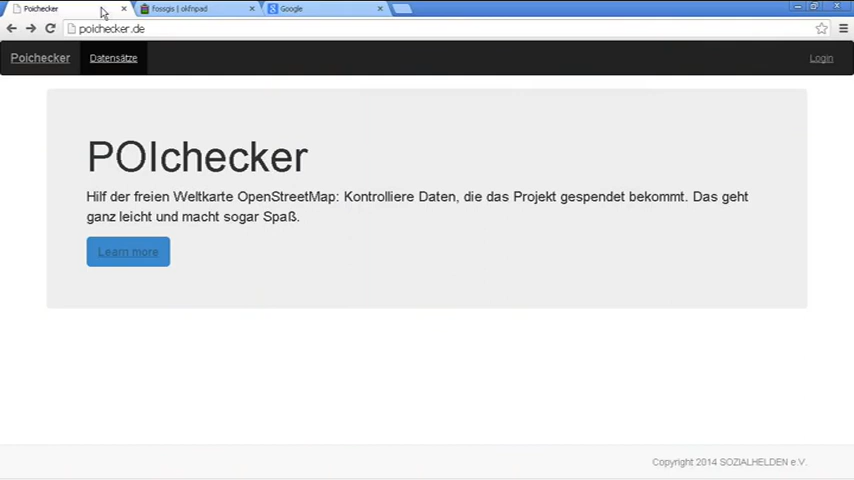 Poichecker
fossgis | okfnpad
Google
poichecker.de
Poichecker
Datensätze
Login
POIchecker
Hilf der freien Weltkarte OpenStreetMap: Kontrolliere Daten, die das Projekt gespendet bekommt. Das geht
ganz leicht und macht sogar Spaß.
Learn more
Copyright 2014 SOZIALHELDEN e.V.